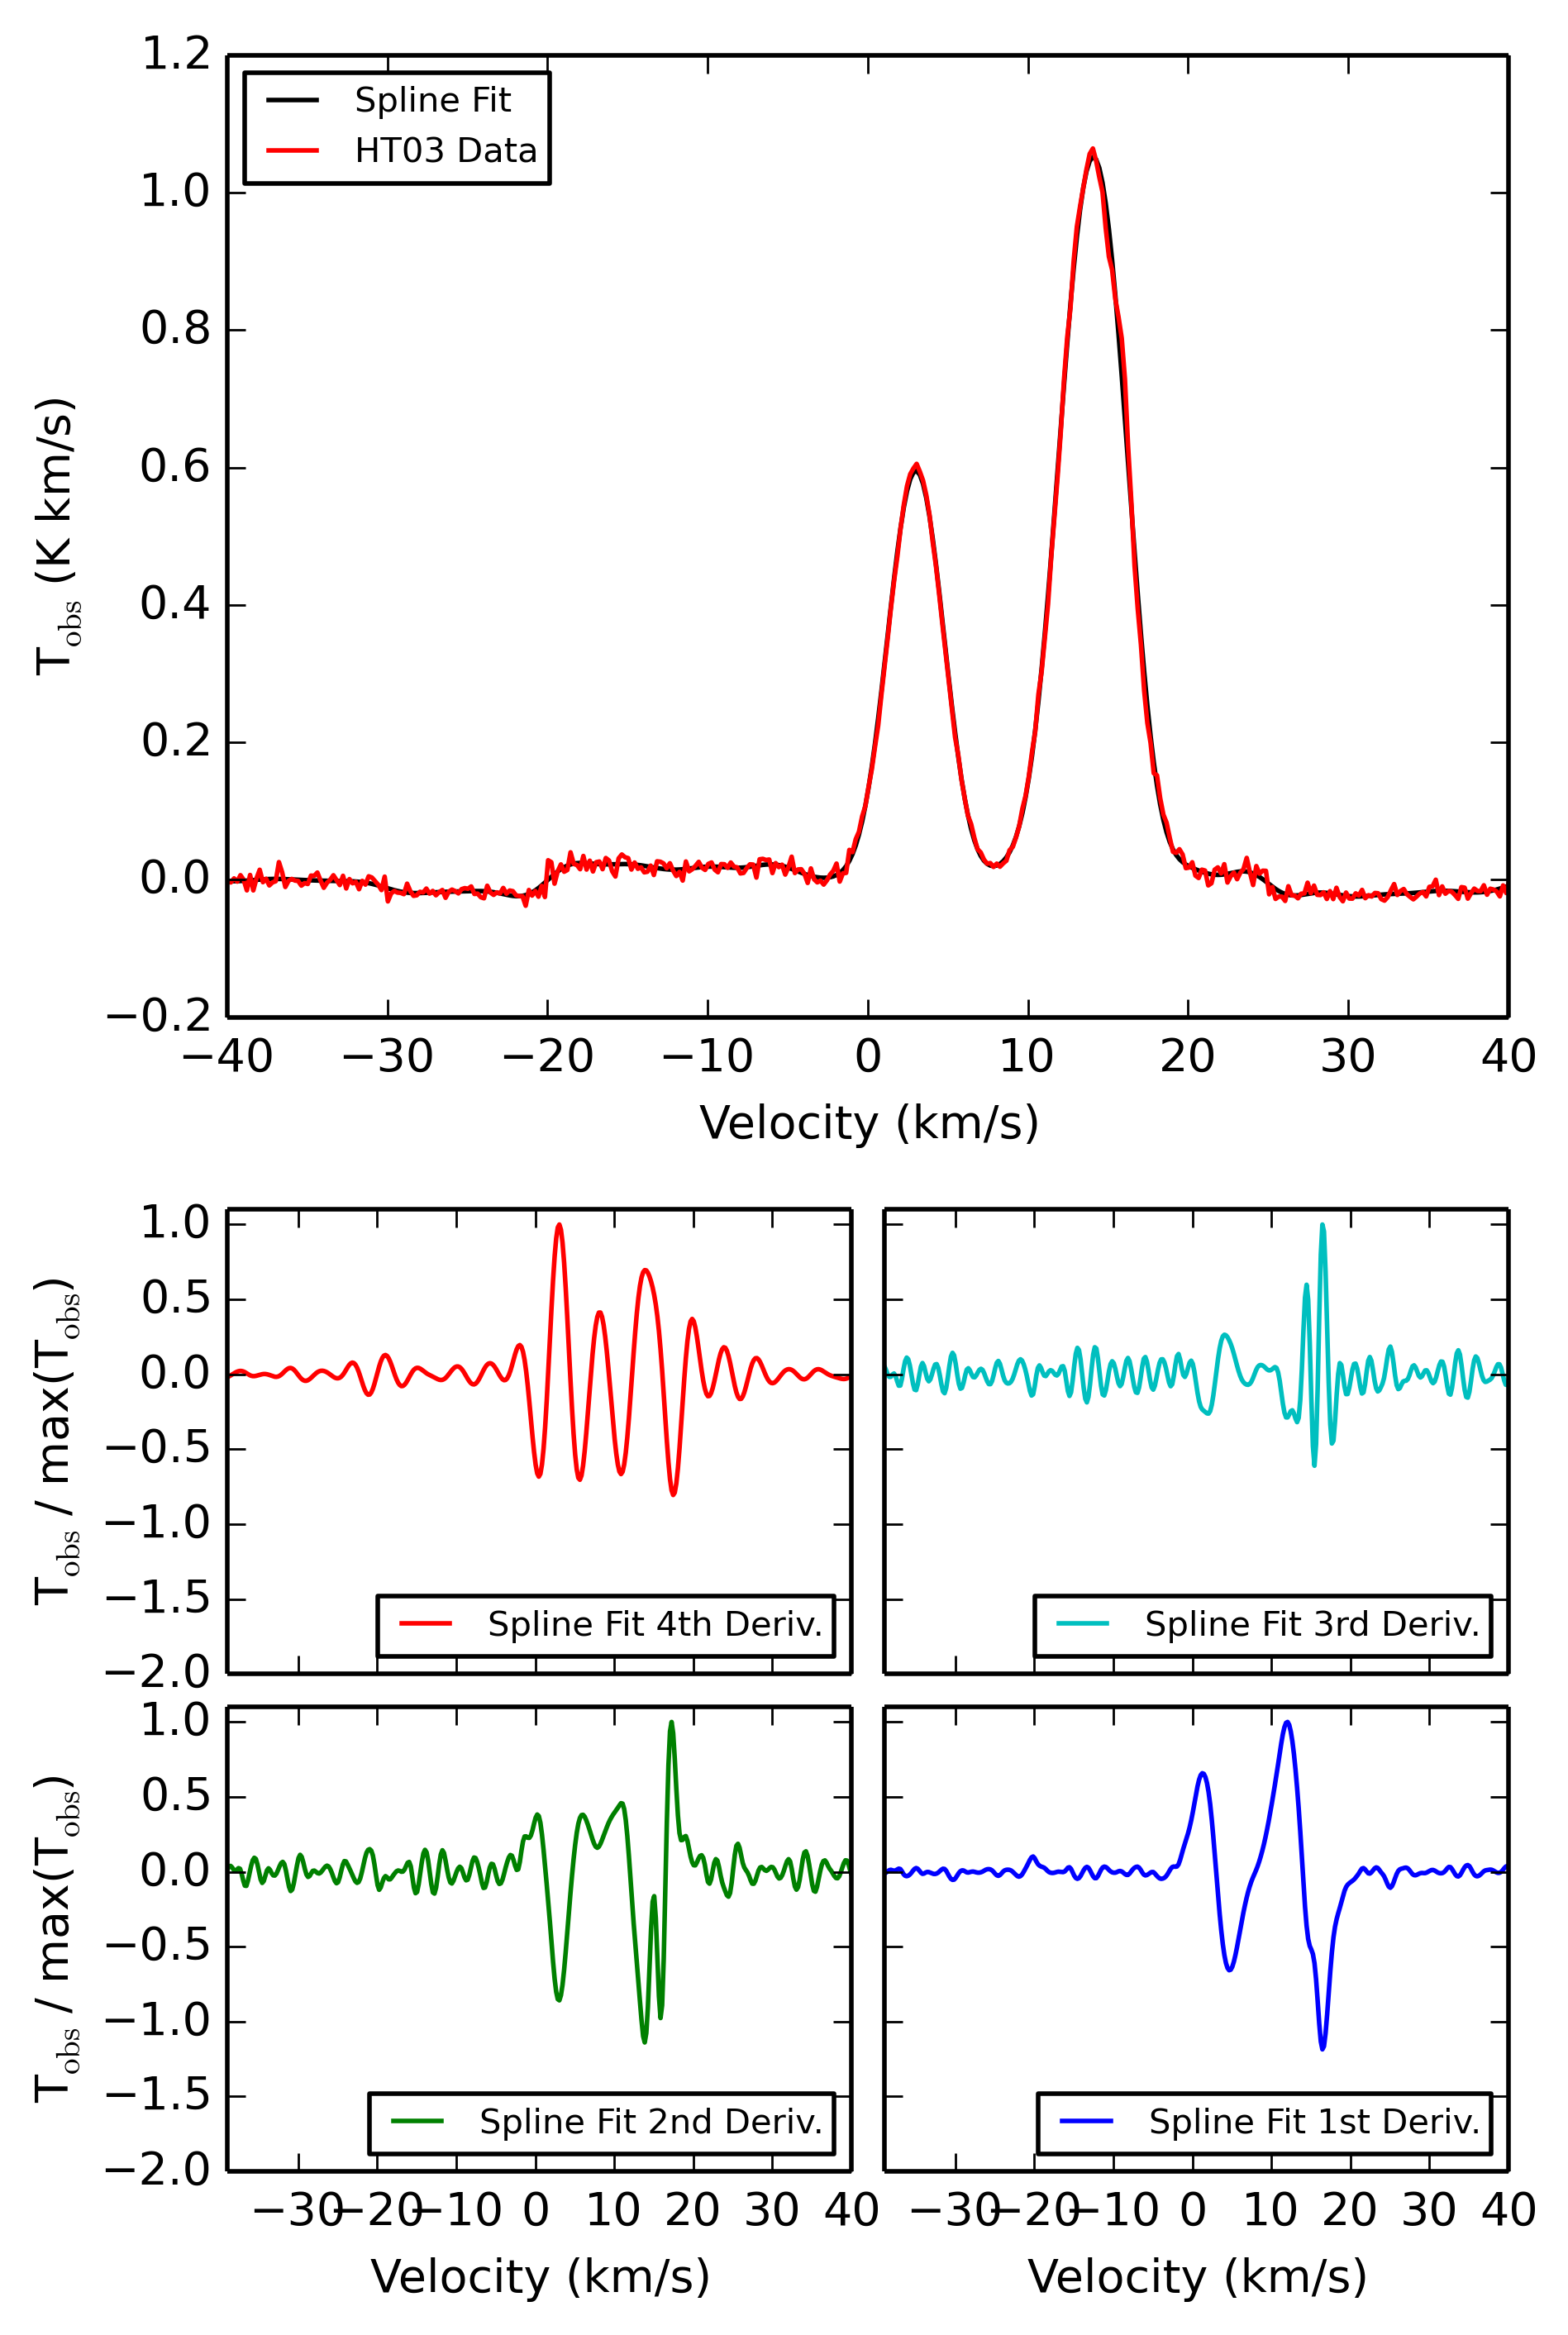 1.2
1.0
0.8
0.6
0.4
0.2
0.0
−0.2
T_obs (K km/s)
Spline Fit
HT03 Data
−40 −30 −20 −10 0 10 20 30 40
Velocity (km/s)
1.0
0.5
0.0
−0.5
−1.0
−1.5
−2.0
T_obs / max(T_obs)
Spline Fit 4th Deriv.
Spline Fit 3rd Deriv.
1.0
0.5
0.0
−0.5
−1.0
−1.5
−2.0
T_obs / max(T_obs)
Spline Fit 2nd Deriv.
Spline Fit 1st Deriv.
−30 −20 −10 0 10 20 30 40
−30 −20 −10 0 10 20 30 40
Velocity (km/s)
Velocity (km/s)